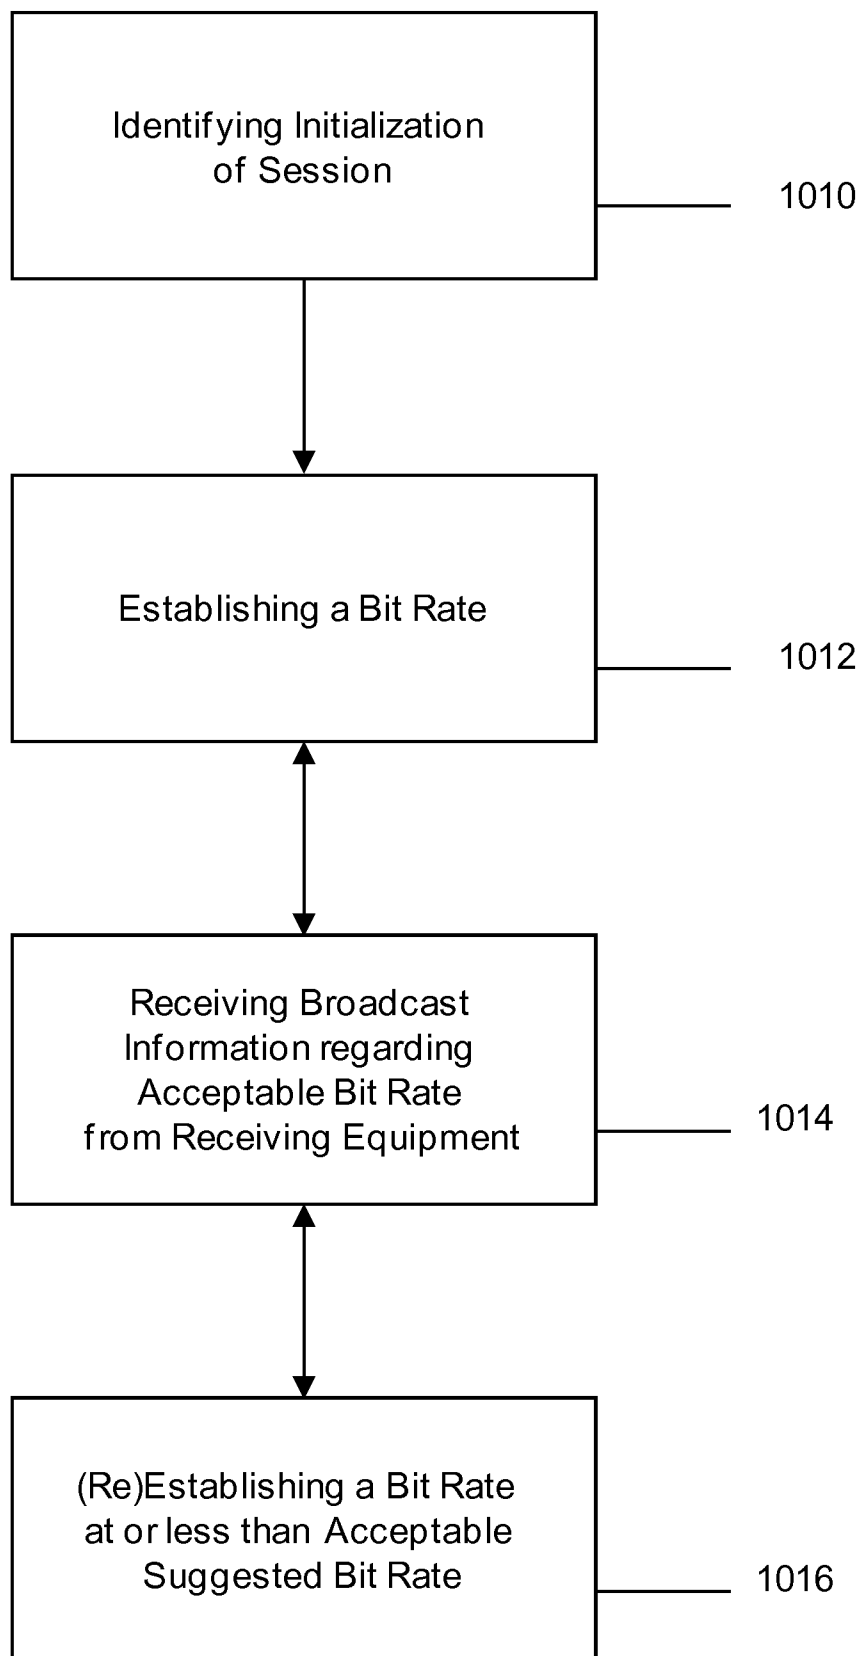 Identifying Initialization
of Session
1010
Establishing a Bit Rate
1012
Receiving Broadcast
Information regarding
Acceptable Bit Rate
from Receiving Equipment
1014
(Re)Establishing a Bit Rate
at or less than Acceptable
Suggested Bit Rate
1016